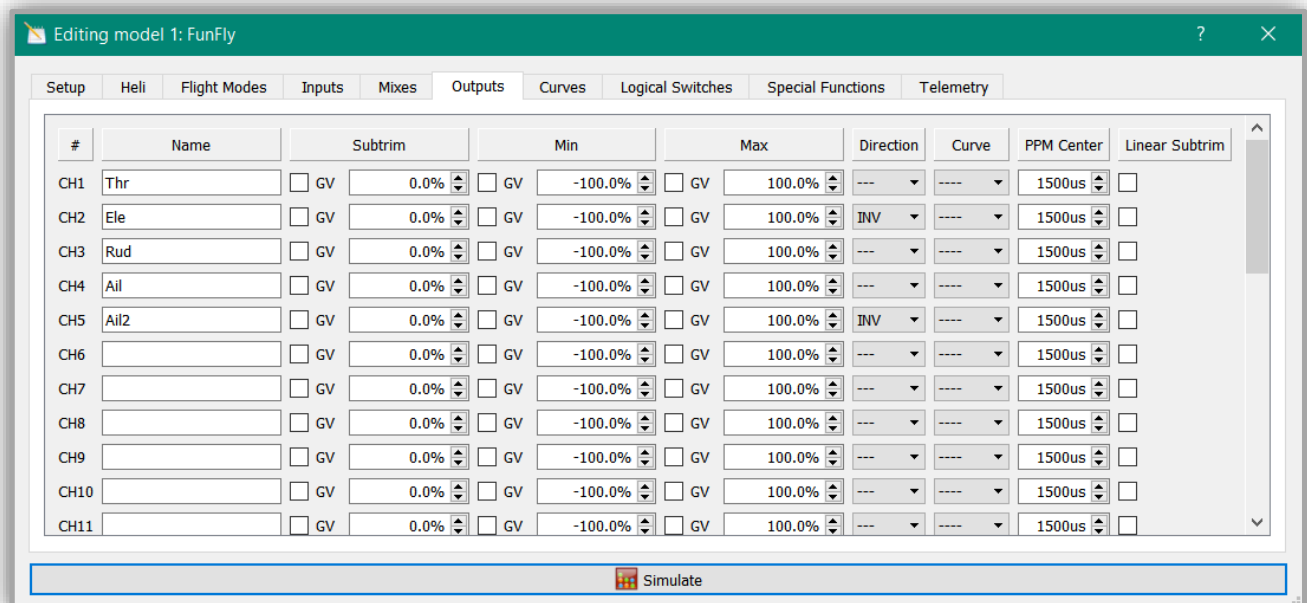 Editing model 1: FunFly ? ×
Setup Heli Flight Modes Inputs Mixes Outputs Curves Logical Switches Special Functions Telemetry
# Name Subtrim Min Max Direction Curve PPM Center Linear Subtrim
CH1 Thr GV 0.0% GV -100.0% GV 100.0% --- ---- 1500us
CH2 Ele GV 0.0% GV -100.0% GV 100.0% INV ---- 1500us
CH3 Rud GV 0.0% GV -100.0% GV 100.0% --- ---- 1500us
CH4 Ail GV 0.0% GV -100.0% GV 100.0% --- ---- 1500us
CH5 Ail2 GV 0.0% GV -100.0% GV 100.0% INV ---- 1500us
CH6 GV 0.0% GV -100.0% GV 100.0% --- ---- 1500us
CH7 GV 0.0% GV -100.0% GV 100.0% --- ---- 1500us
CH8 GV 0.0% GV -100.0% GV 100.0% --- ---- 1500us
CH9 GV 0.0% GV -100.0% GV 100.0% --- ---- 1500us
CH10 GV 0.0% GV -100.0% GV 100.0% --- ---- 1500us
CH11 GV 0.0% GV -100.0% GV 100.0% --- ---- 1500us
Simulate